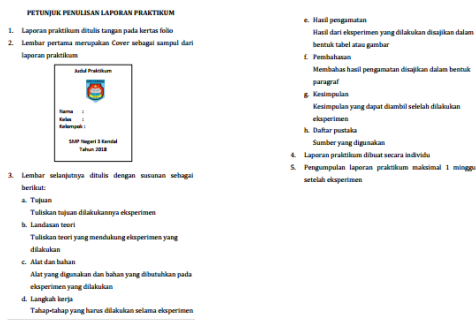 PETUNJUK PENULISAN LAPORAN PRAKTIKUM
1. Laporan praktikum ditulis tangan pada kertas folio
2. Lembar pertama merupakan Cover sebagai sampul dari
laporan praktikum
Judul Praktikum
Nama :
Kelas :
Kelompok :
SMP Negeri 3 Kendal
Tahun 2018
3. Lembar selanjutnya ditulis dengan susunan sebagai
berikut:
a. Tujuan
Tuliskan tujuan dilakukannya eksperimen
b. Landasan teori
Tuliskan teori yang mendukung eksperimen yang
dilakukan
c. Alat dan bahan
Alat yang digunakan dan bahan yang dibutuhkan pada
eksperimen yang dilakukan
d. Langkah kerja
Tahap-tahap yang harus dilakukan selama eksperimen
e. Hasil pengamatan
Hasil dari eksperimen yang dilakukan disajikan dalam
bentuk tabel atau gambar
f. Pembahasan
Membahas hasil pengamatan disajikan dalam bentuk
paragraf
g. Kesimpulan
Kesimpulan yang dapat diambil setelah dilakukan
eksperimen
h. Daftar pustaka
Sumber yang digunakan
4. Laporan praktikum dibuat secara individu
5. Pengumpulan laporan praktikum maksimal 1 minggu
setelah eksperimen